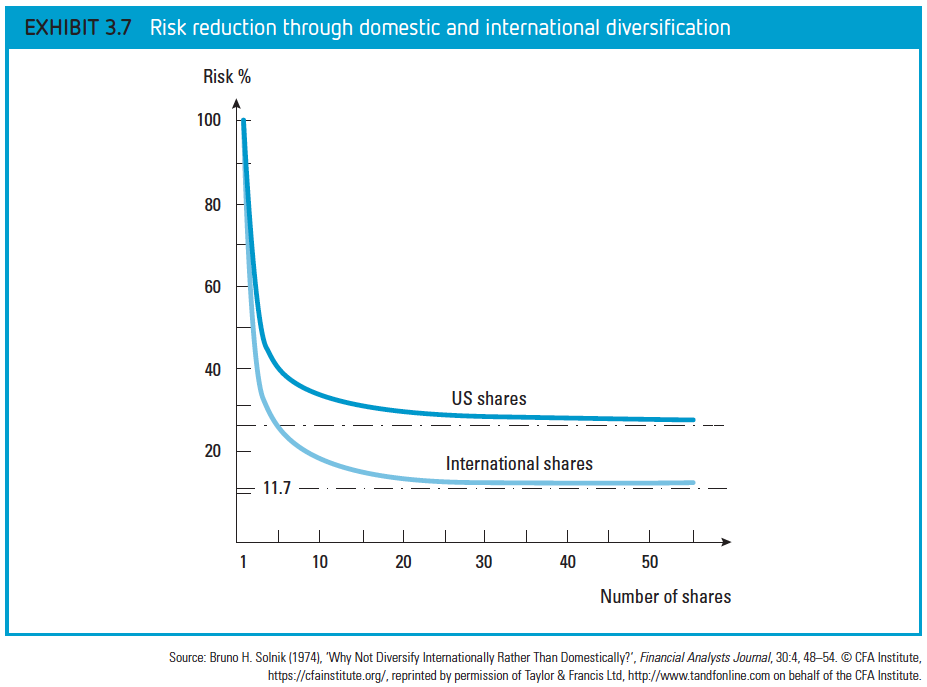 EXHIBIT 3.7 Risk reduction through domestic and international diversification
Risk %
100
80
60
40
US shares
20
International shares
11.7
1 10 20 30 40 50
Number of shares
Source: Bruno H. Solnik (1974), ‘Why Not Diversify Internationally Rather Than Domestically?’, Financial Analysts Journal, 30:4, 48–54. © CFA Institute,
https://cfainstitute.org/, reprinted by permission of Taylor & Francis Ltd, http://www.tandfonline.com on behalf of the CFA Institute.